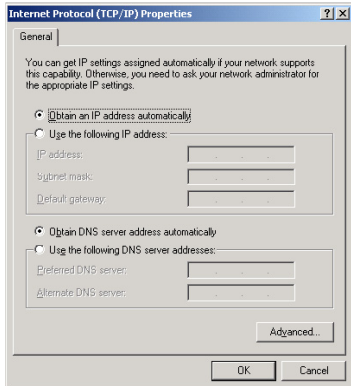 Internet Protocol (TCP/IP) Properties
General
You can get IP settings assigned automatically if your network supports
this capability. Otherwise, you need to ask your network administrator for
the appropriate IP settings.
Obtain an IP address automatically
Use the following IP address:
IP address:
Subnet mask:
Default gateway:
Obtain DNS server address automatically
Use the following DNS server addresses:
Preferred DNS server:
Alternate DNS server:
Advanced...
OK
Cancel